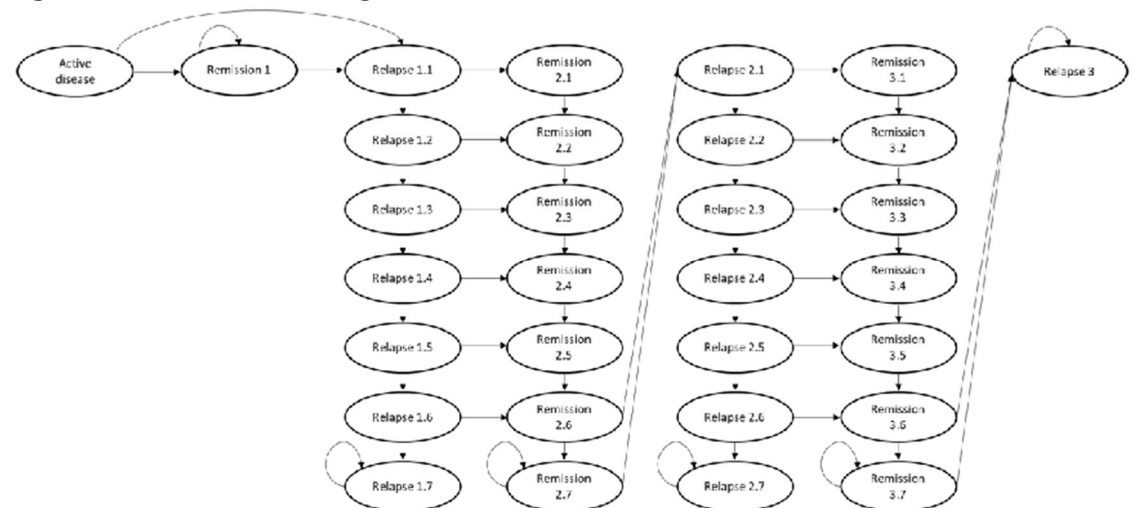 Active
disease
Remission 1
Relapse 1.1
Remission
2.1
Relapse 2.1
Remission
3.1
Relapse 3
Relapse 1.2
Remission
2.2
Relapse 2.2
Remission
3.2
Relapse 1.3
Remission
2.3
Relapse 2.3
Remission
3.3
Relapse 1.4
Remission
2.4
Relapse 2.4
Remission
3.4
Relapse 1.5
Remission
2.5
Relapse 2.5
Remission
3.5
Relapse 1.6
Remission
2.6
Relapse 2.6
Remission
3.6
Relapse 1.7
Remission
2.7
Relapse 2.7
Remission
3.7